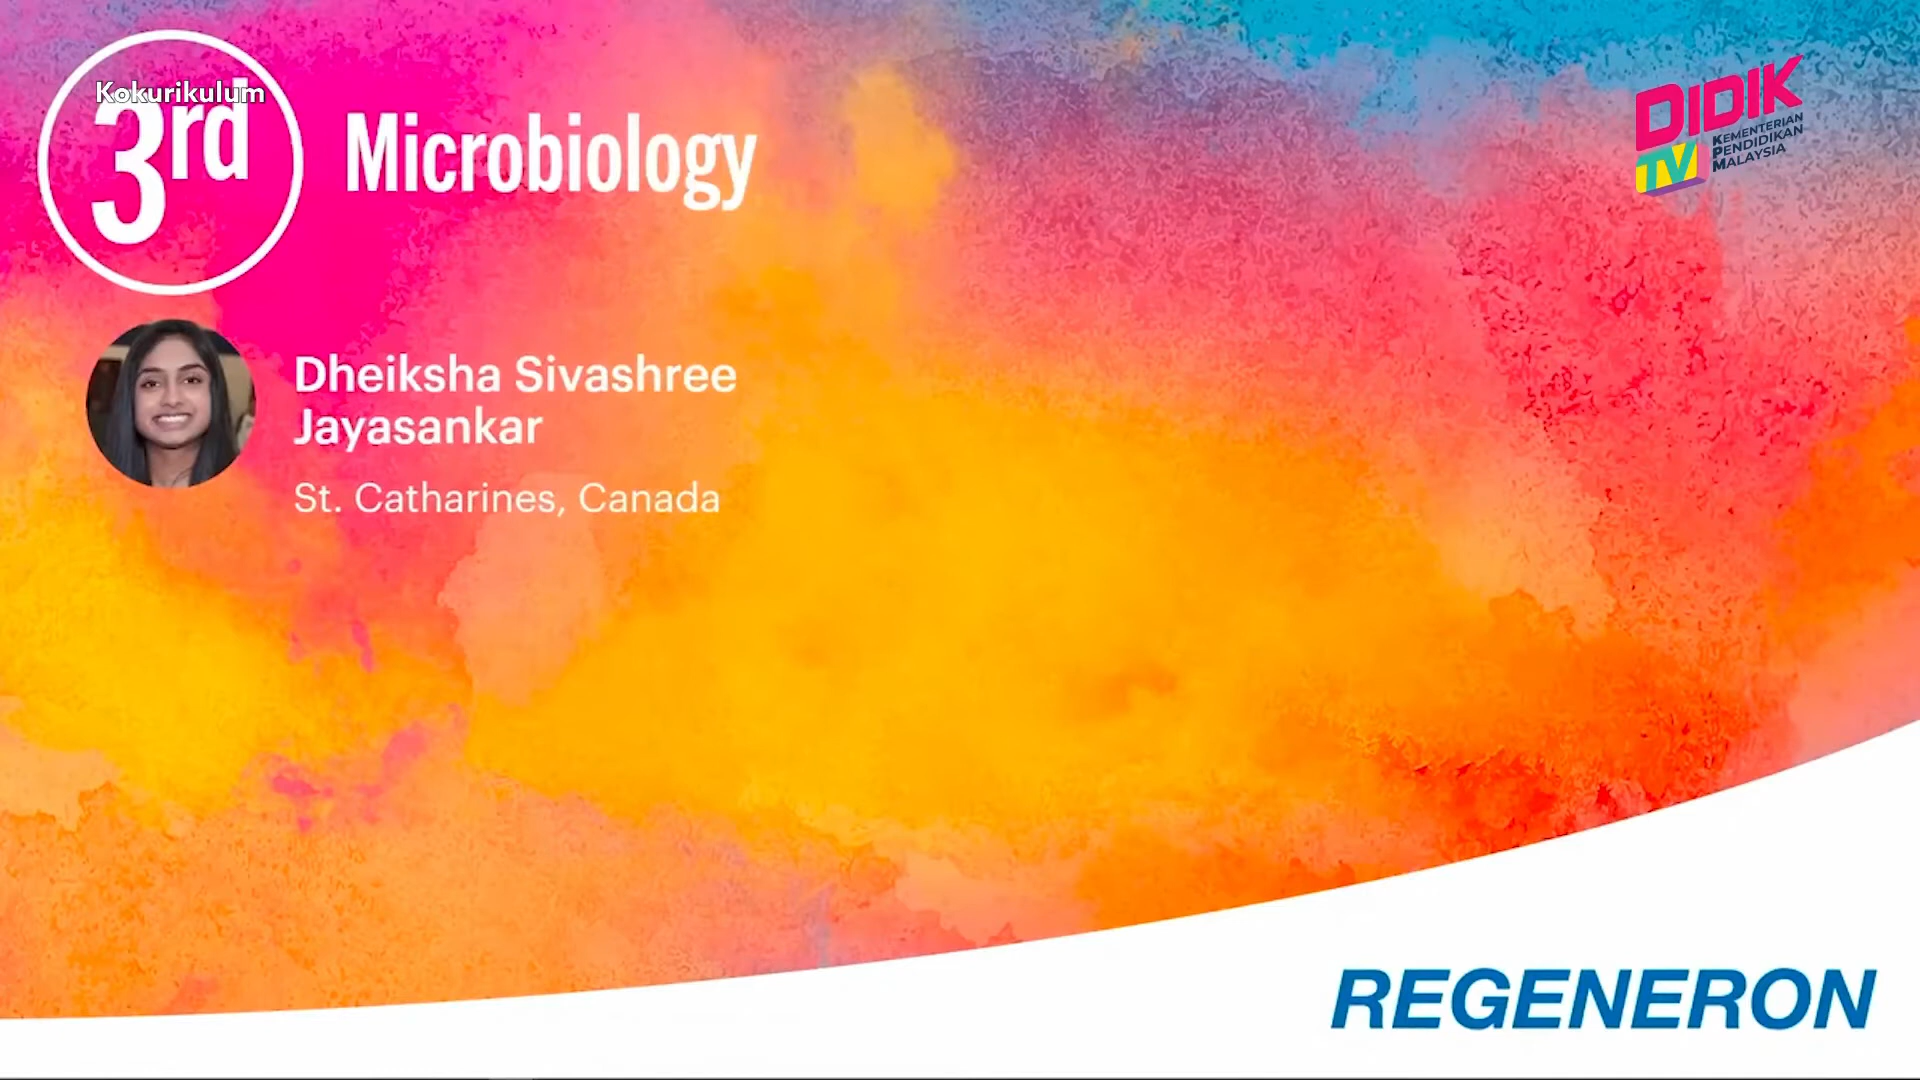 Kokurikulum
3rd
Microbiology
DIDIK
TV
KEMENTERIAN
PENDIDIKAN
MALAYSIA
Dheiksha Sivashree
Jayasankar
St. Catharines, Canada
REGENERON